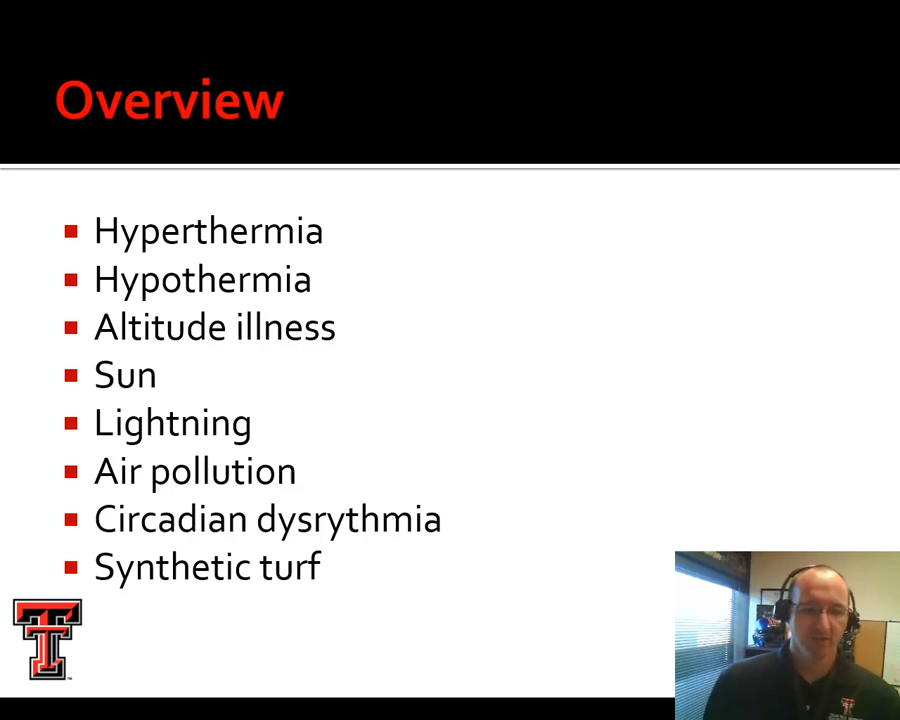 Overview
Hyperthermia
Hypothermia
Altitude illness
Sun
Lightning
Air pollution
Circadian dysrythmia
Synthetic turf